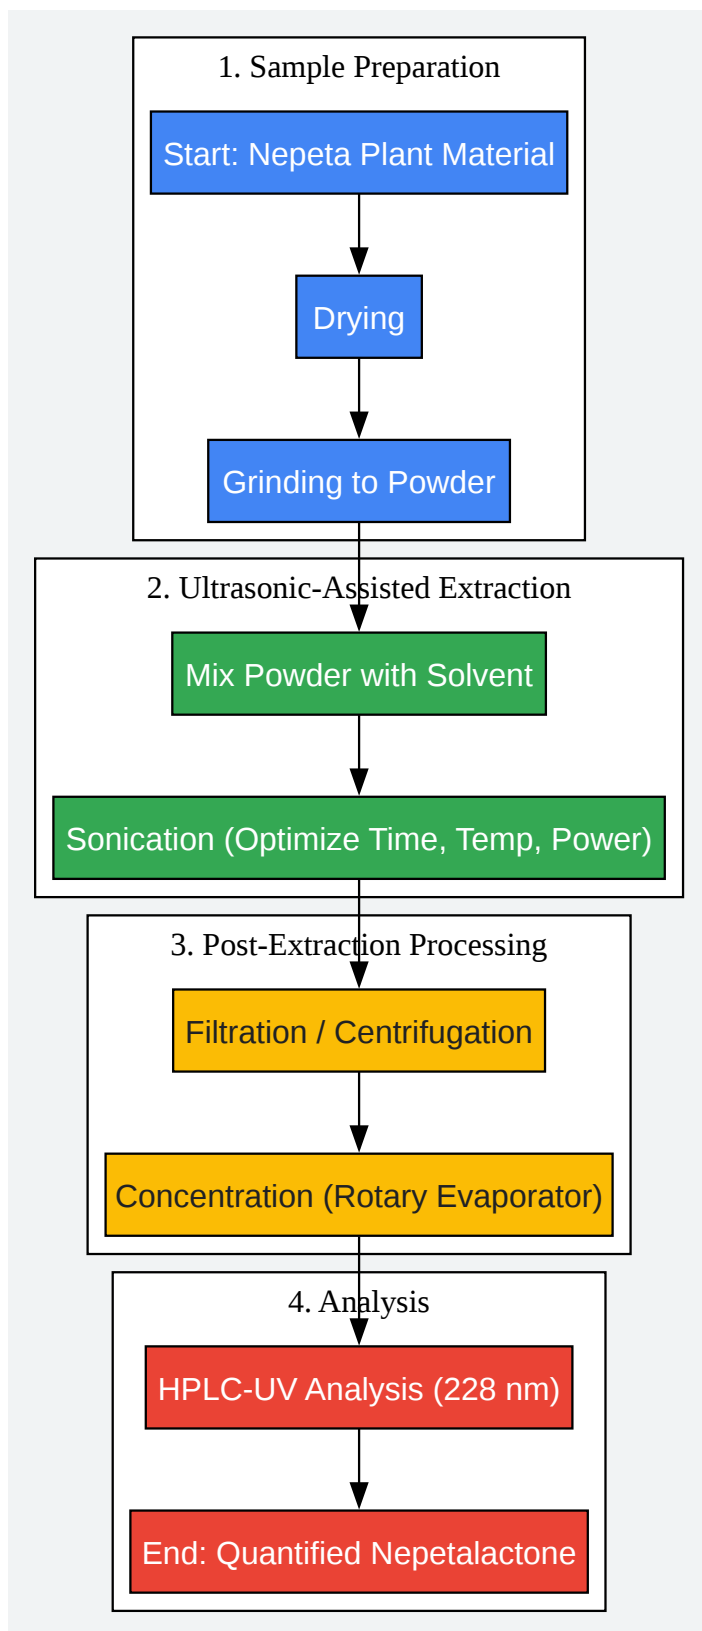 1. Sample Preparation
Start: Nepeta Plant Material
Drying
Grinding to Powder
2. Ultrasonic-Assisted Extraction
Mix Powder with Solvent
Sonication (Optimize Time, Temp, Power)
3. Post-Extraction Processing
Filtration / Centrifugation
Concentration (Rotary Evaporator)
4. Analysis
HPLC-UV Analysis (228 nm)
End: Quantified Nepetalactone